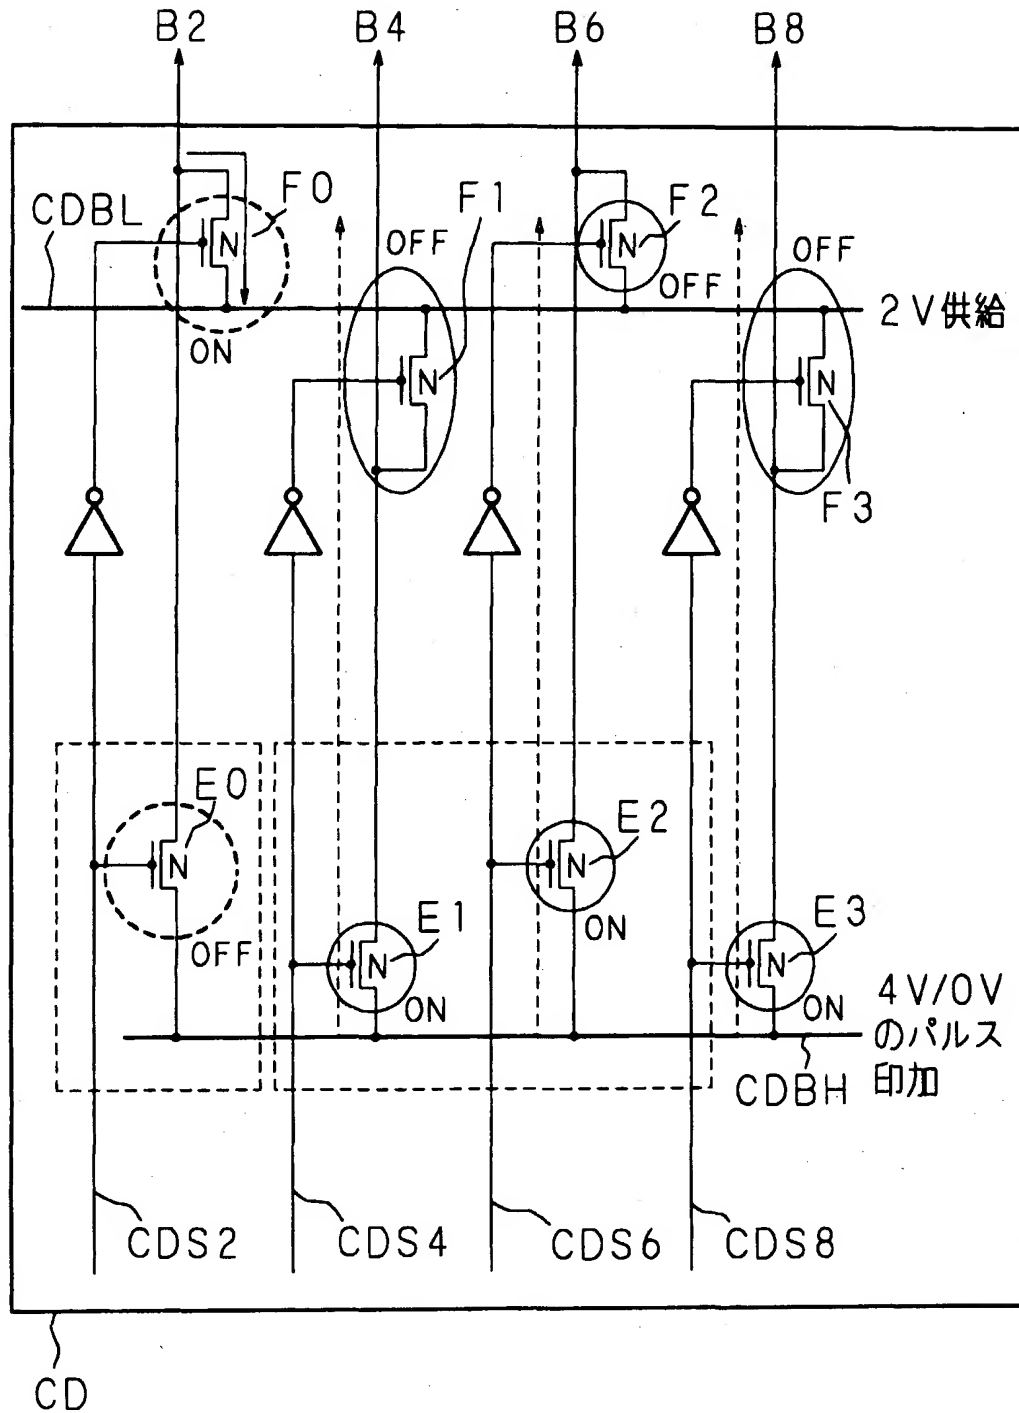 B2
B4
B6
B8
CDBL
F0
F1
F2
OFF
OFF
OFF
N
N
ON
2V供給
N
N
F3
E0
E2
N
N
OFF
E1
ON
E3
N
N
ON
ON
4V/0V
のパルス
印加
CDBH
CDS2
CDS4
CDS6
CDS8
CD